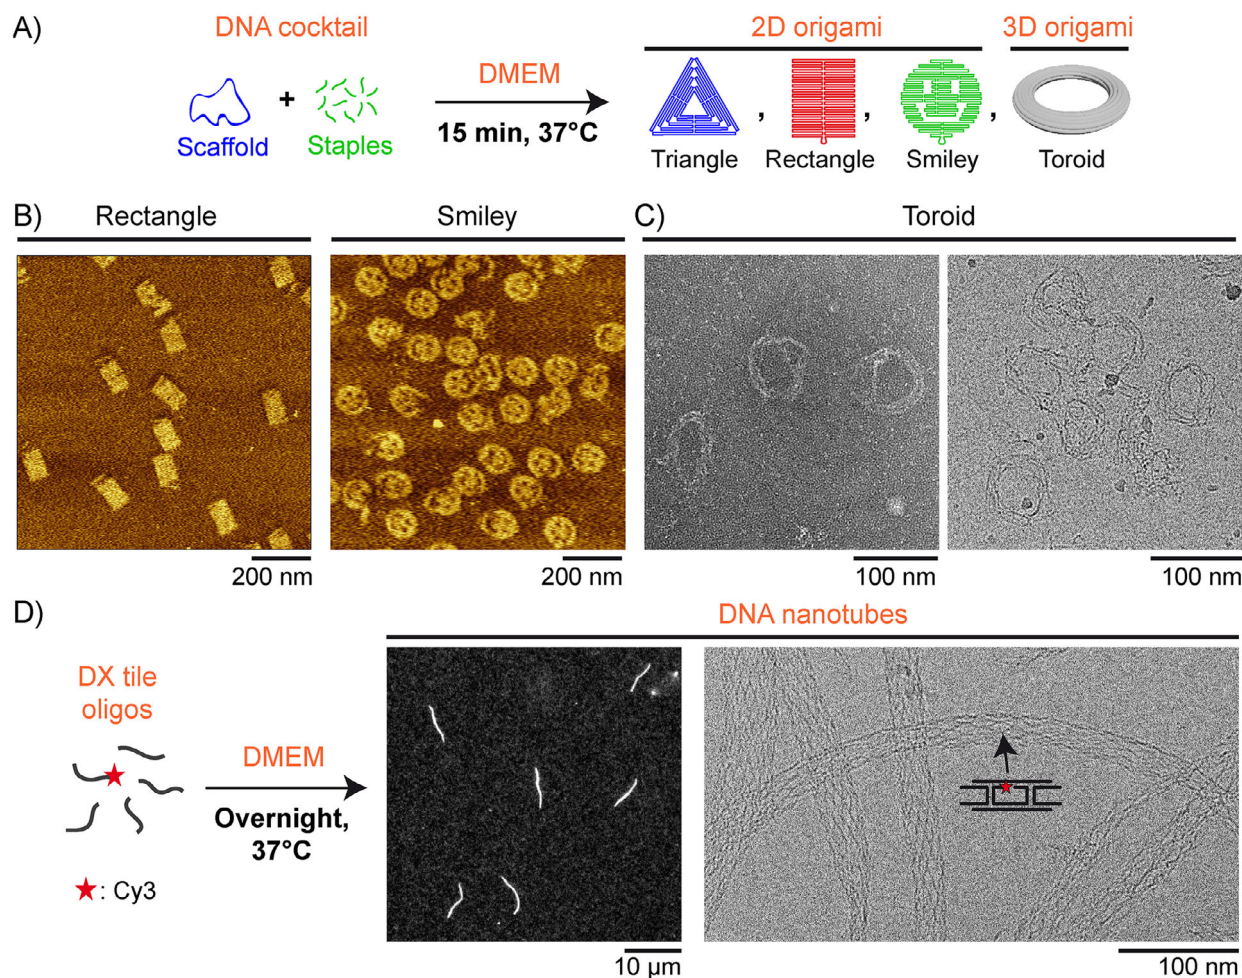 A)
DNA cocktail
2D origami
3D origami
DMEM
+
Scaffold
Staples
15 min, 37°C
, , ,
Triangle
Rectangle
Smiley
Toroid
B)
Rectangle
Smiley
C)
Toroid
200 nm
200 nm
100 nm
100 nm
D)
DNA nanotubes
DX tile
oligos
DMEM
Overnight,
37°C
: Cy3
10 µm
100 nm